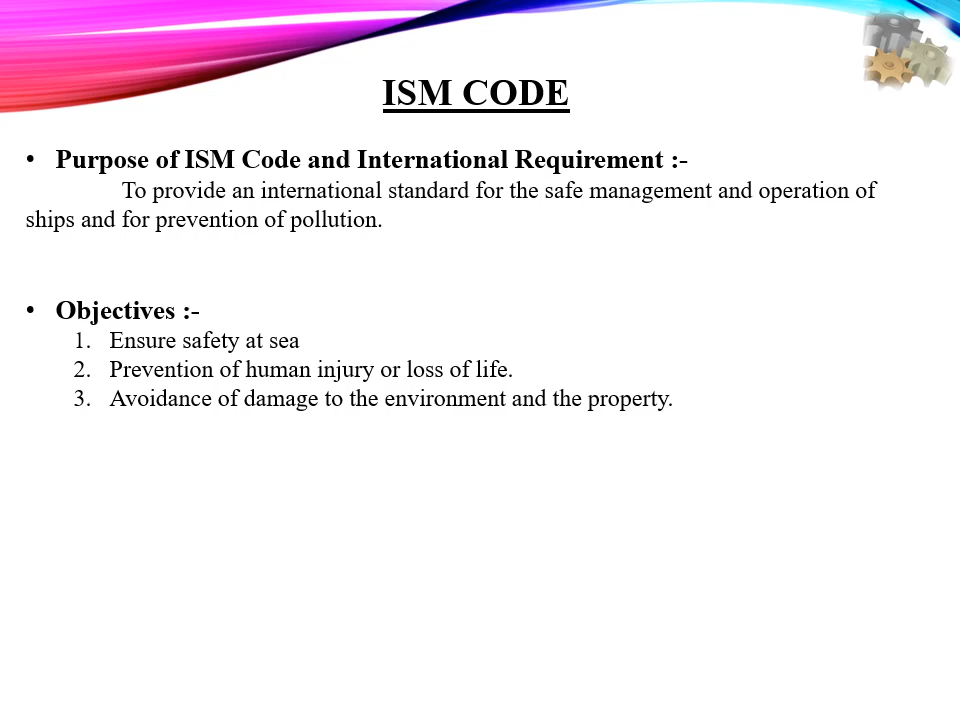 ISM CODE
• Purpose of ISM Code and International Requirement :-
To provide an international standard for the safe management and operation of
ships and for prevention of pollution.
• Objectives :-
1. Ensure safety at sea
2. Prevention of human injury or loss of life.
3. Avoidance of damage to the environment and the property.